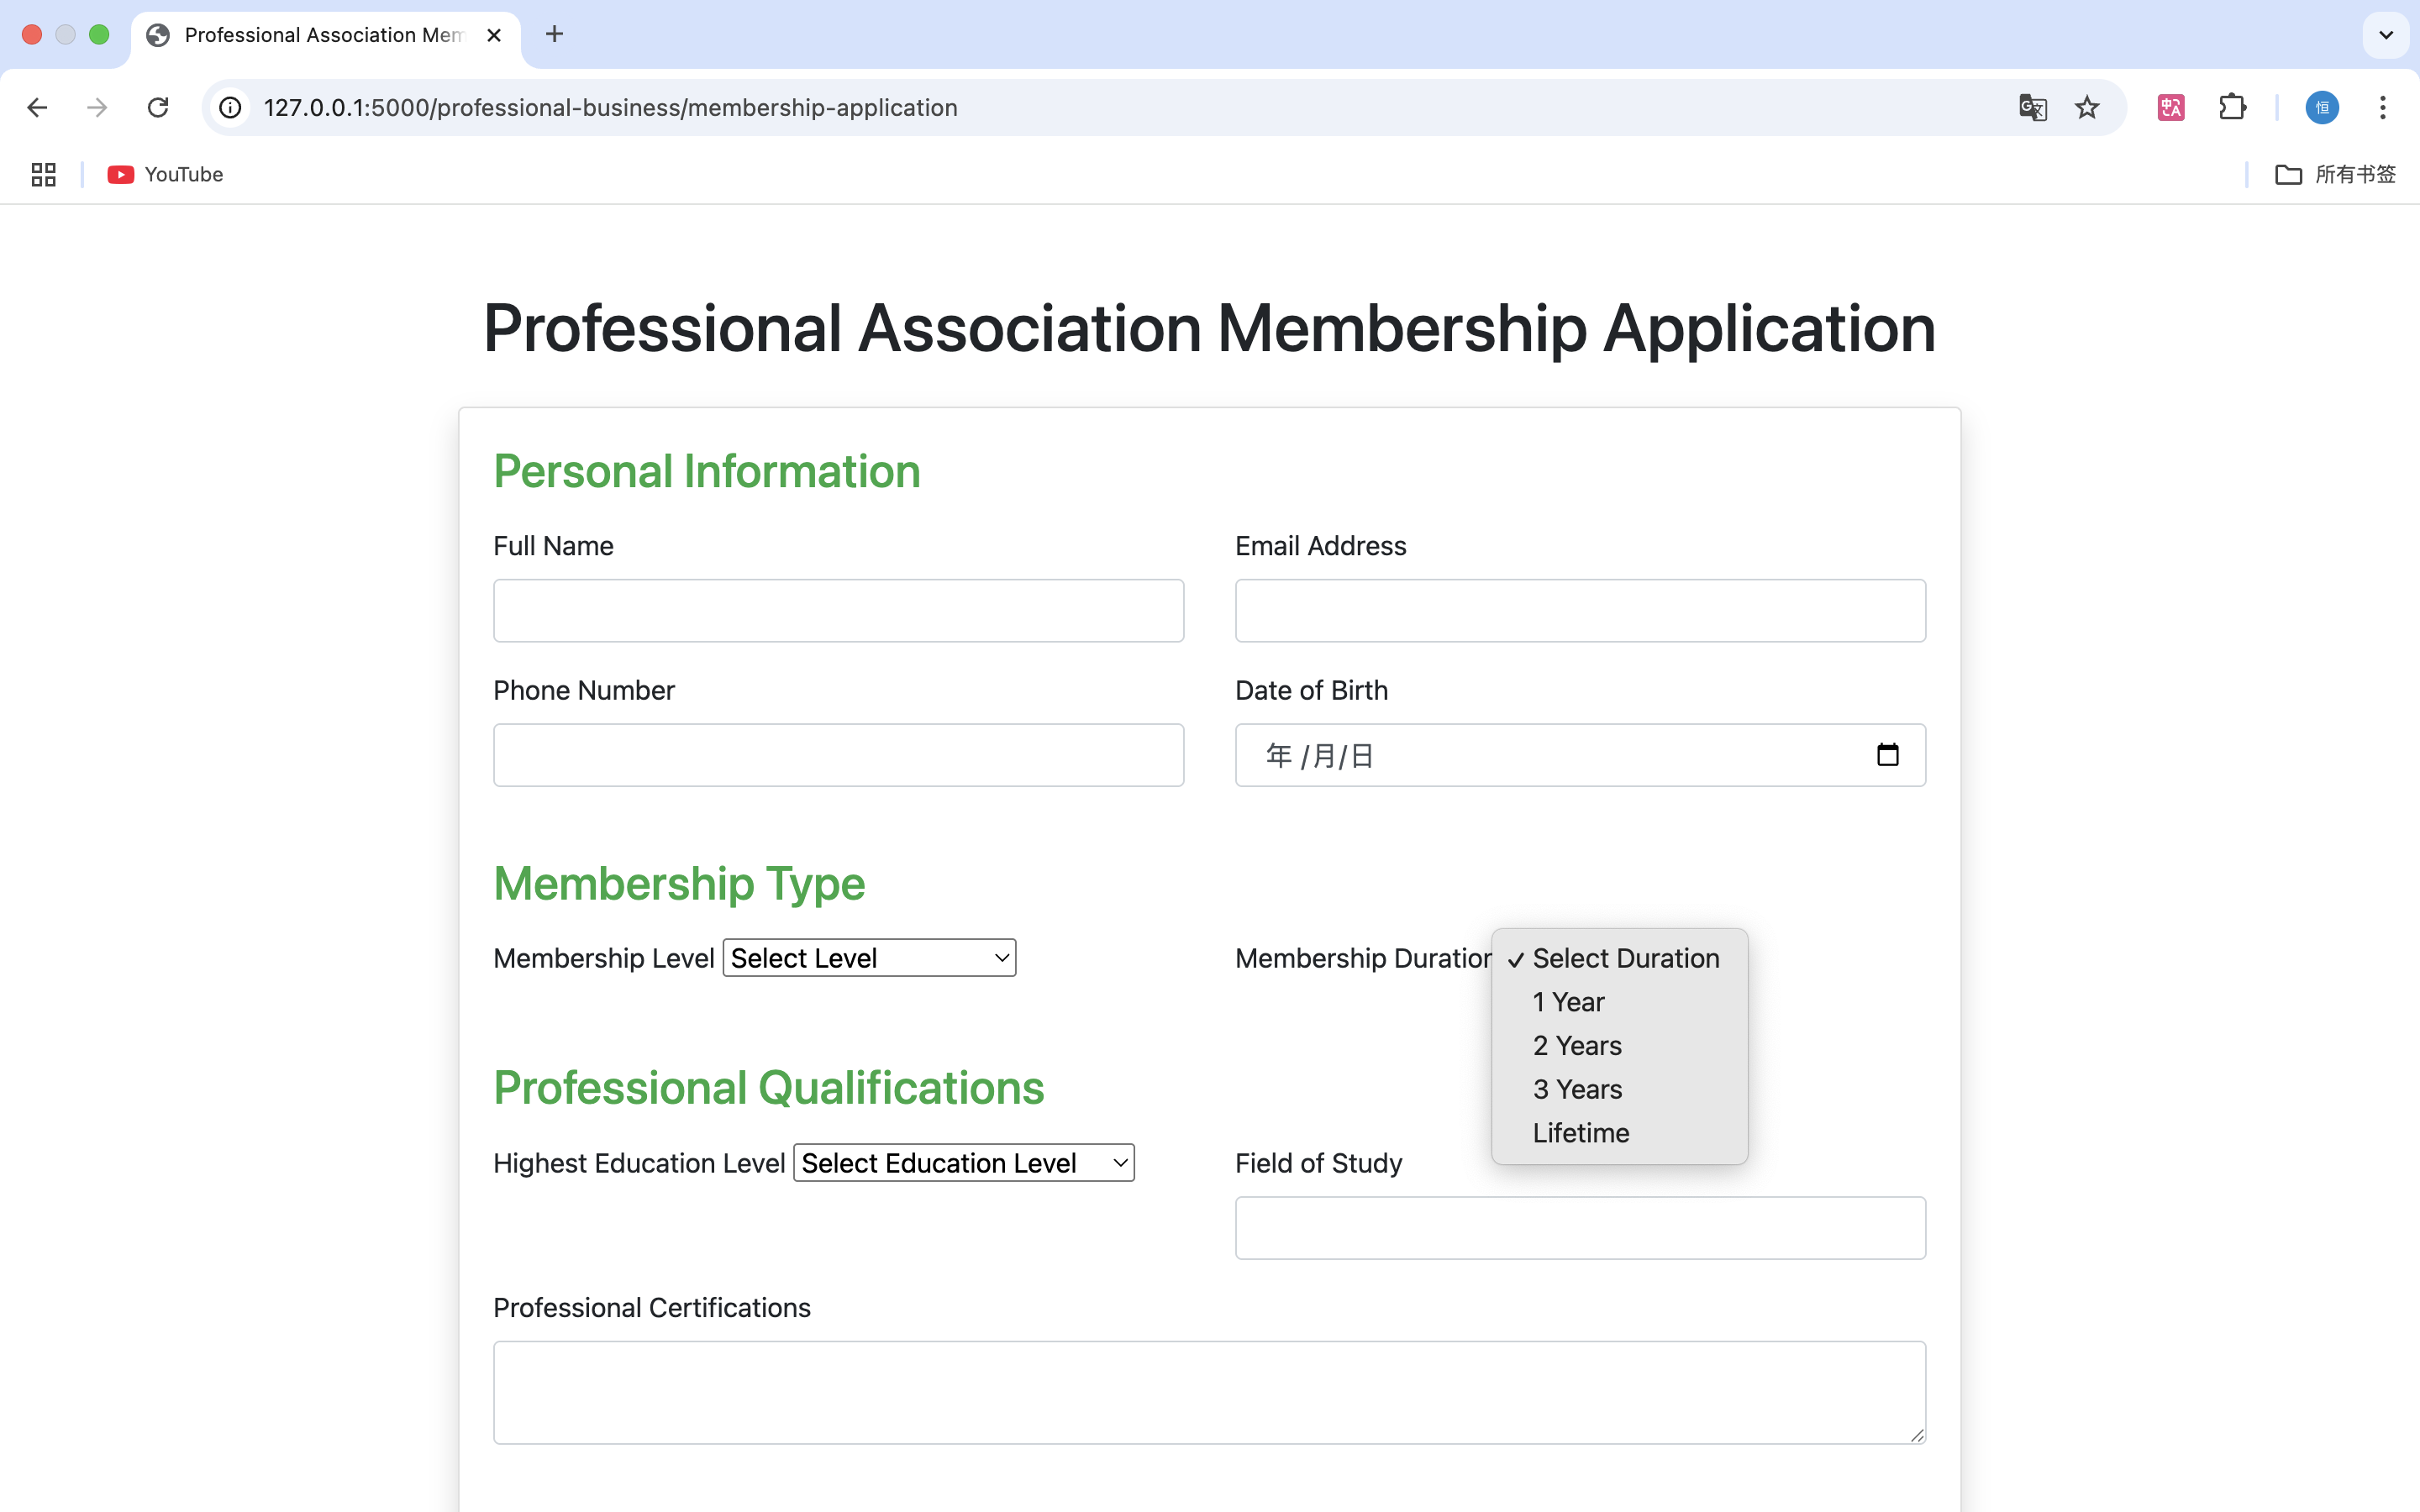 Professional Association Mem
127.0.0.1:5000/professional-business/membership-application
恒
YouTube
所有书签
Professional Association Membership Application
Personal Information
Full Name
Email Address
Phone Number
Date of Birth
年 /月/日
Membership Type
Membership Level Select Level
Membership Duration
✓ Select Duration
1 Year
2 Years
3 Years
Lifetime
Professional Qualifications
Highest Education Level Select Education Level
Field of Study
Professional Certifications